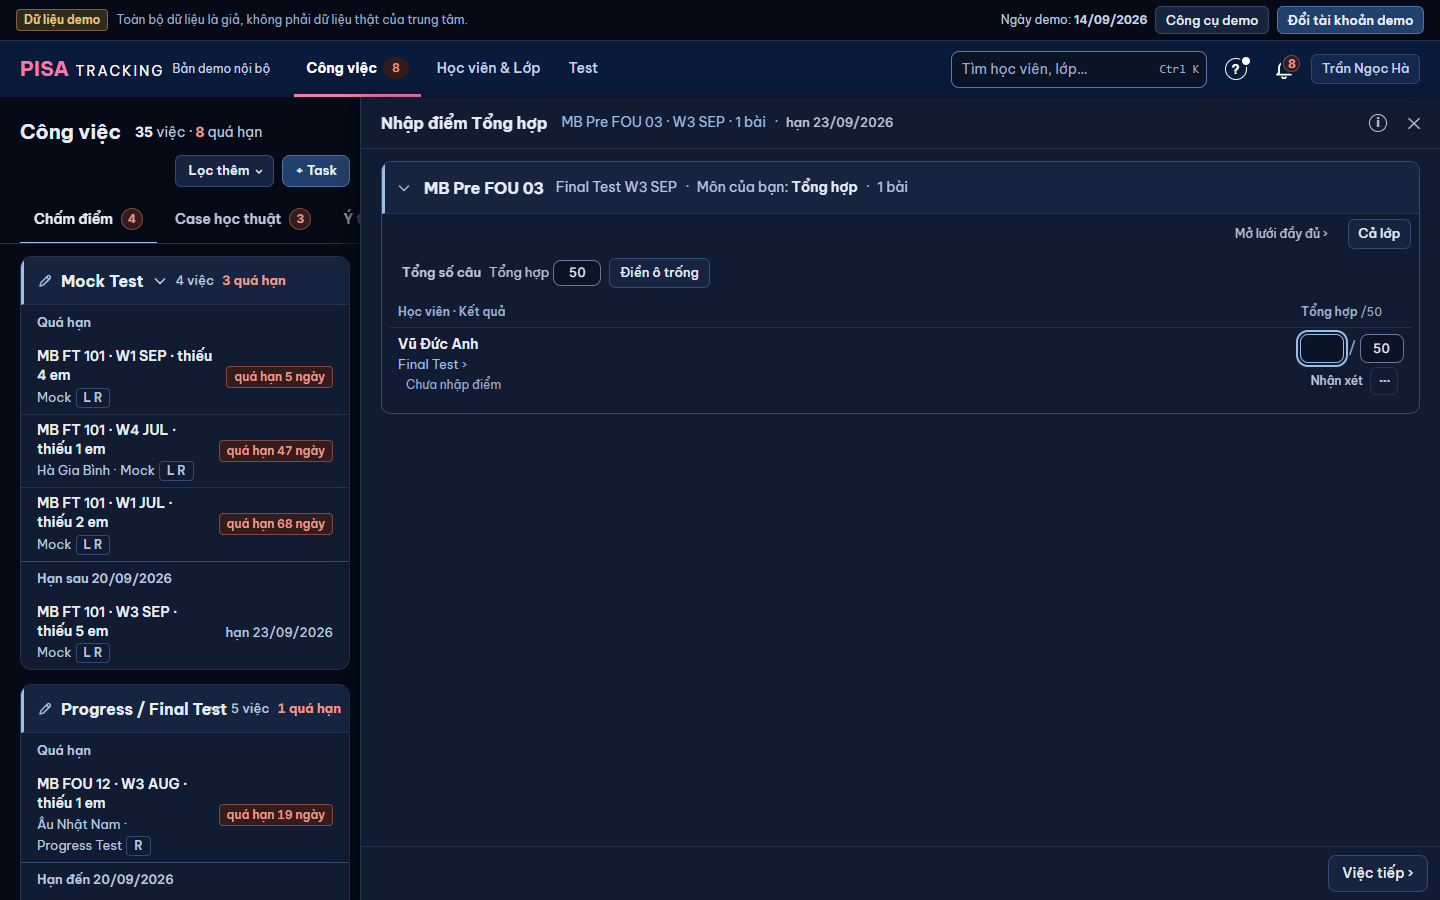 Dữ liệu demo Toàn bộ dữ liệu là giả, không phải dữ liệu thật của trung tâm.
Ngày demo: 14/09/2026 Công cụ demo Đổi tài khoản demo
PISA TRACKING Bản demo nội bộ
Công việc 8 Học viên & Lớp Test
Tìm học viên, lớp... Ctrl K
? 8 Trần Ngọc Hà
Công việc 35 việc · 8 quá hạn
Lọc thêm + Task
Chấm điểm 4 Case học thuật 3 Ý t
Mock Test 4 việc 3 quá hạn
Quá hạn
MB FT 101 · W1 SEP · thiếu
4 em
quá hạn 5 ngày
Mock L R
MB FT 101 · W4 JUL ·
thiếu 1 em
quá hạn 47 ngày
Hà Gia Bình · Mock L R
MB FT 101 · W1 JUL ·
thiếu 2 em
quá hạn 68 ngày
Mock L R
Hạn sau 20/09/2026
MB FT 101 · W3 SEP ·
thiếu 5 em
hạn 23/09/2026
Mock L R
Progress / Final Test 5 việc 1 quá hạn
Quá hạn
MB FOU 12 · W3 AUG ·
thiếu 1 em
quá hạn 19 ngày
Âu Nhật Nam ·
Progress Test R
Hạn đến 20/09/2026
Nhập điểm Tổng hợp MB Pre FOU 03 · W3 SEP · 1 bài · hạn 23/09/2026
MB Pre FOU 03 Final Test W3 SEP · Môn của bạn: Tổng hợp · 1 bài
Mở lưới đầy đủ › Cả lớp
Tổng số câu Tổng hợp 50 Điền ô trống
Học viên · Kết quả Tổng hợp /50
Vũ Đức Anh / 50
Final Test ›
Chưa nhập điểm Nhận xét ···
Việc tiếp ›